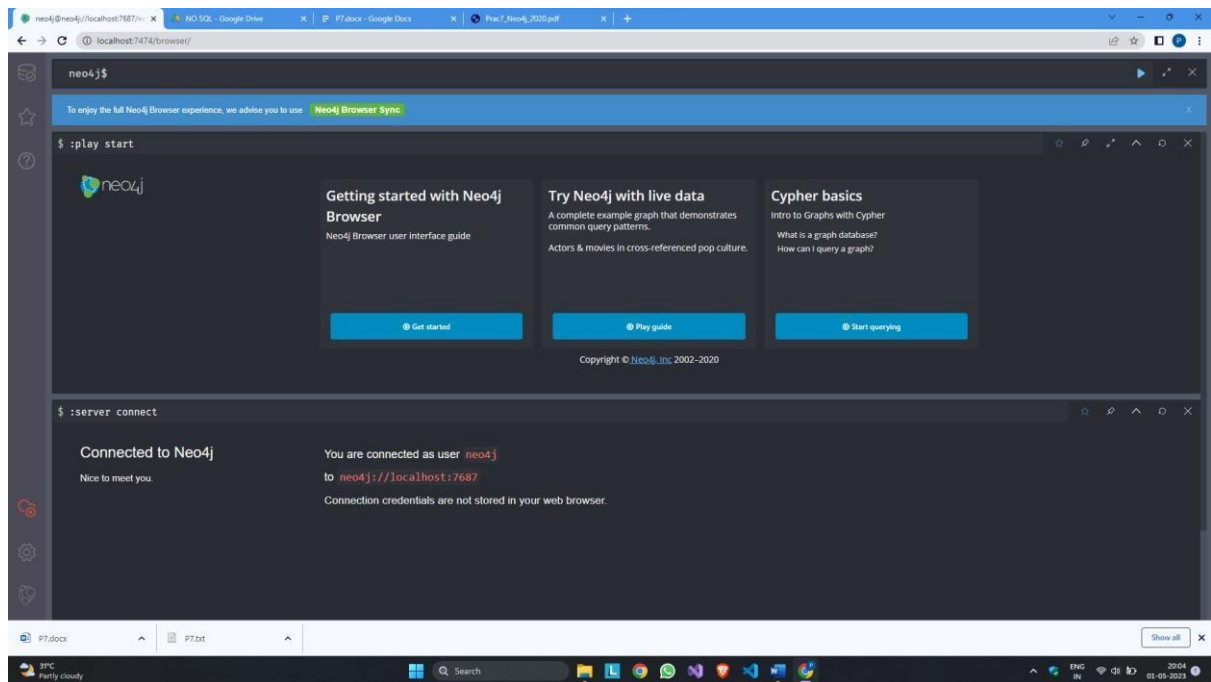 neo4j@neo4j://localhost:7687/n
NO SQL - Google Drive
P7.docx - Google Docs
Prac7_Neo4j_2020.pdf
localhost:7474/browser/
P
neo4j$
To enjoy the full Neo4j Browser experience, we advise you to use Neo4j Browser Sync
$ :play start
neo4j
Getting started with Neo4j
Browser
Neo4j Browser user interface guide
Get started
Try Neo4j with live data
A complete example graph that demonstrates
common query patterns.
Actors & movies in cross-referenced pop culture.
Play guide
Cypher basics
Intro to Graphs with Cypher
What is a graph database?
How can I query a graph?
Start querying
Copyright © Neo4j, Inc 2002–2020
$ :server connect
Connected to Neo4j
Nice to meet you.
You are connected as user neo4j
to neo4j://localhost:7687
Connection credentials are not stored in your web browser.
P7.docx
P7.txt
Show all
31°C
Partly cloudy
Search
ENG
IN
20:04
01-05-2023